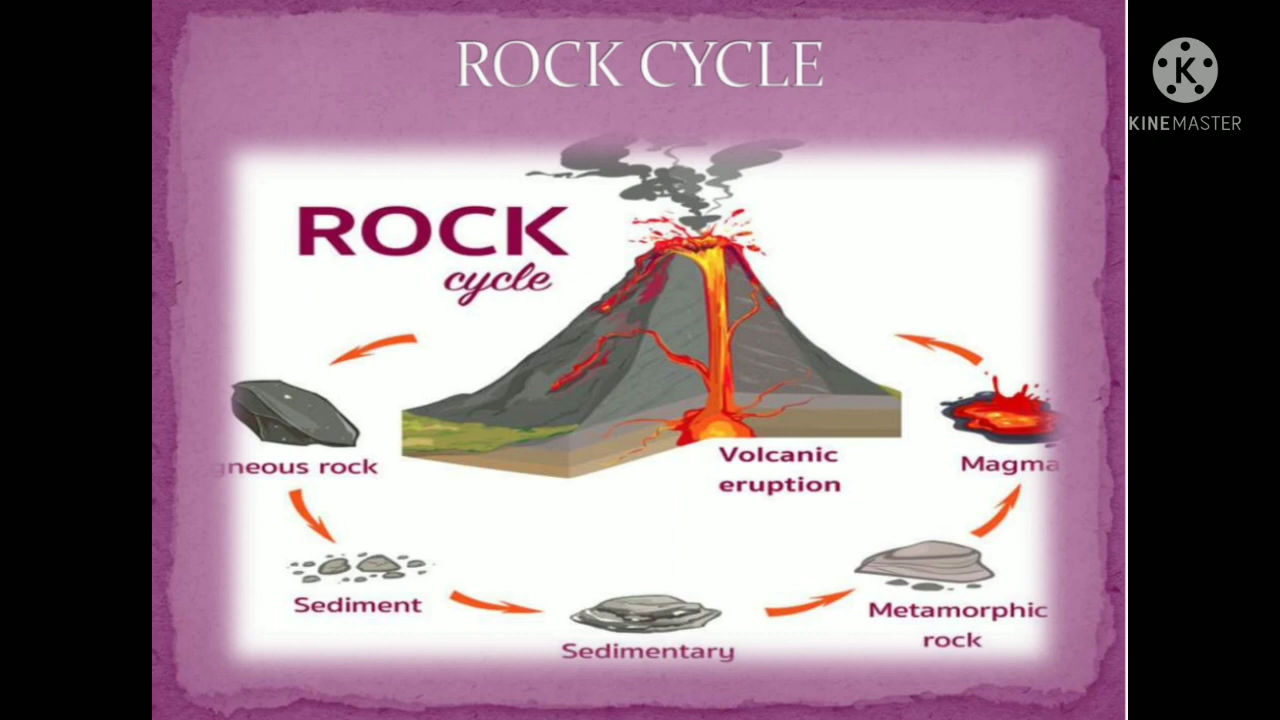 ROCK CYCLE
K
KINEMASTER
ROCK
cycle
Volcanic
eruption
gneous rock
Magma
Sediment
Metamorphic
rock
Sedimentary